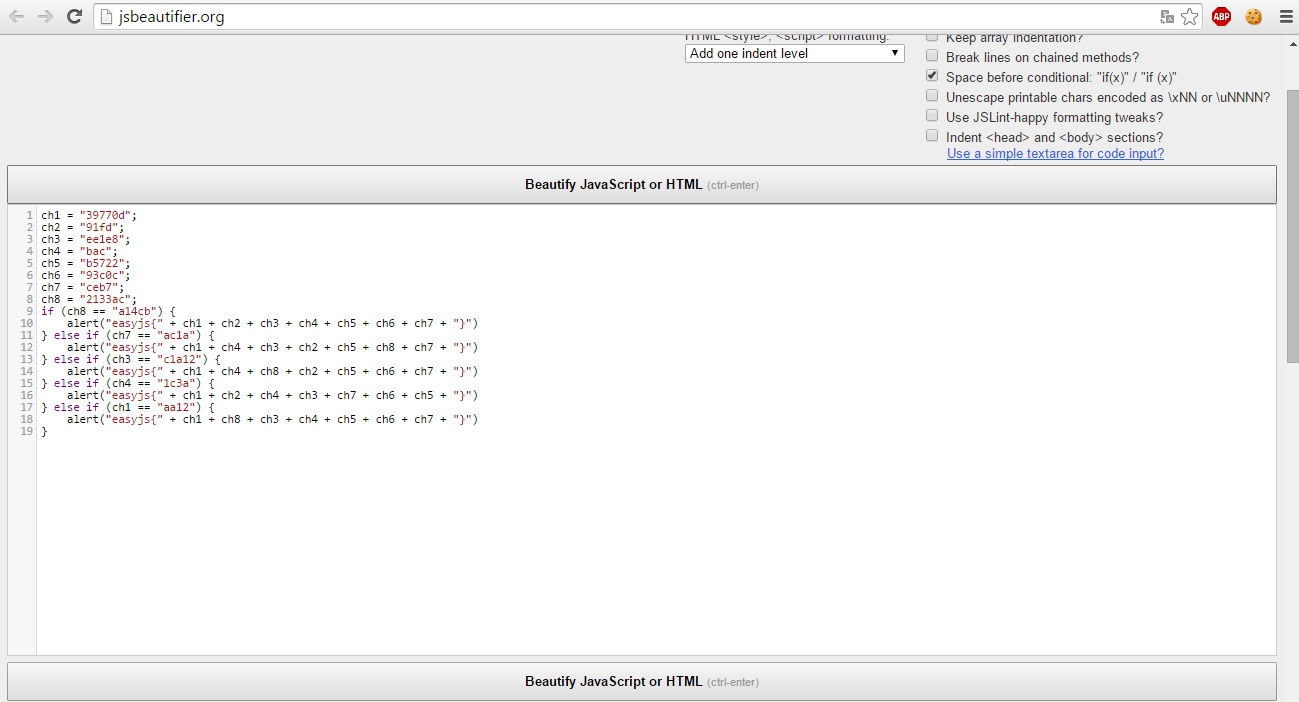 jsbeautifier.org
ABP
HTML <style>, <script> formatting:
Add one indent level
Keep array indentation?
Break lines on chained methods?
Space before conditional: "if(x)" / "if (x)"
Unescape printable chars encoded as \xNN or \uNNNN?
Use JSLint-happy formatting tweaks?
Indent <head> and <body> sections?
Use a simple textarea for code input?
Beautify JavaScript or HTML (ctrl-enter)
1 ch1 = "39770d";
2 ch2 = "91fd";
3 ch3 = "ee1e8";
4 ch4 = "bac";
5 ch5 = "b5722";
6 ch6 = "93c0c";
7 ch7 = "ceb7";
8 ch8 = "2133ac";
9 if (ch8 == "a14cb") {
10     alert("easyjs{" + ch1 + ch2 + ch3 + ch4 + ch5 + ch6 + ch7 + "}")
11 } else if (ch7 == "ac1a") {
12     alert("easyjs{" + ch1 + ch4 + ch3 + ch2 + ch5 + ch8 + ch7 + "}")
13 } else if (ch3 == "c1a12") {
14     alert("easyjs{" + ch1 + ch4 + ch8 + ch2 + ch5 + ch6 + ch7 + "}")
15 } else if (ch4 == "1c3a") {
16     alert("easyjs{" + ch1 + ch2 + ch4 + ch3 + ch7 + ch6 + ch5 + "}")
17 } else if (ch1 == "aa12") {
18     alert("easyjs{" + ch1 + ch8 + ch3 + ch4 + ch5 + ch6 + ch7 + "}")
19 }
Beautify JavaScript or HTML (ctrl-enter)